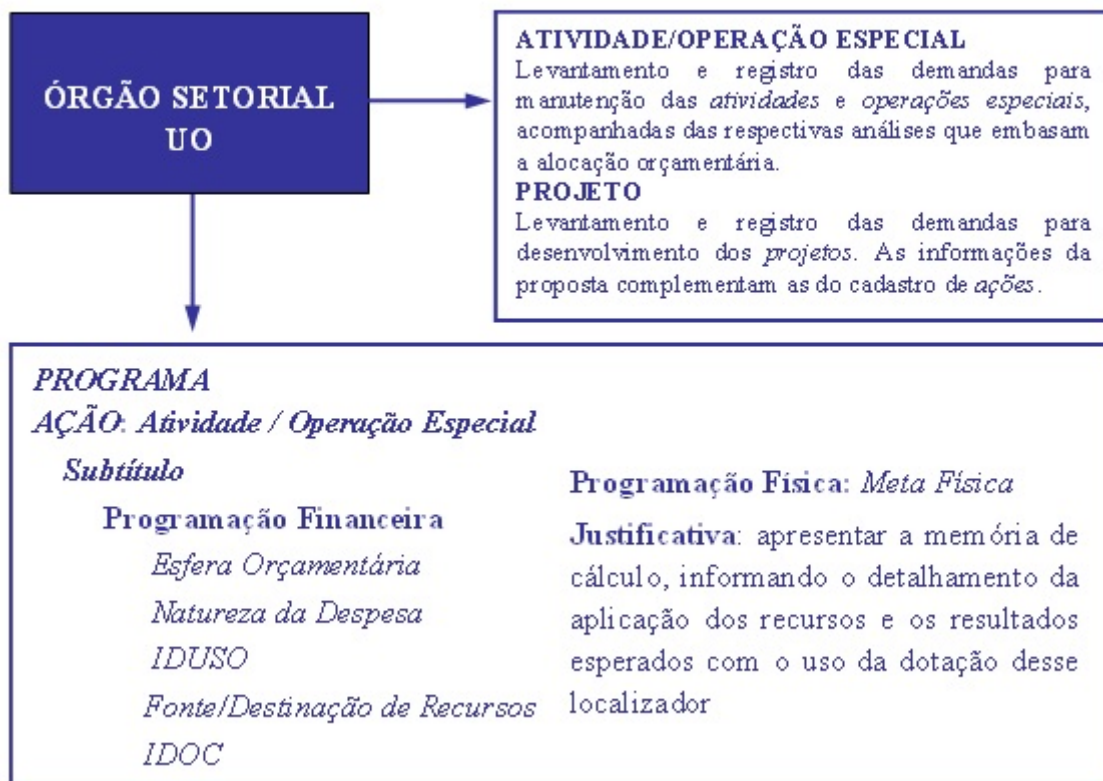 ÓRGÃO SETORIAL
UO
ATIVIDADE/OPERAÇÃO ESPECIAL
Levantamento e registro das demandas para
manutenção das atividades e operações especiais,
acompanhadas das respectivas análises que embasam
a alocação orçamentária.
PROJETO
Levantamento e registro das demandas para
desenvolvimento dos projetos. As informações da
proposta complementam as do cadastro de ações.
PROGRAMA
AÇÃO: Atividade / Operação Especial
Subtítulo
Programação Financeira
Esfera Orçamentária
Natureza da Despesa
IDUSO
Fonte/Destinação de Recursos
IDOC
Programação Física: Meta Física
Justificativa: apresentar a memória de
cálculo, informando o detalhamento da
aplicação dos recursos e os resultados
esperados com o uso da dotação desse
localizador